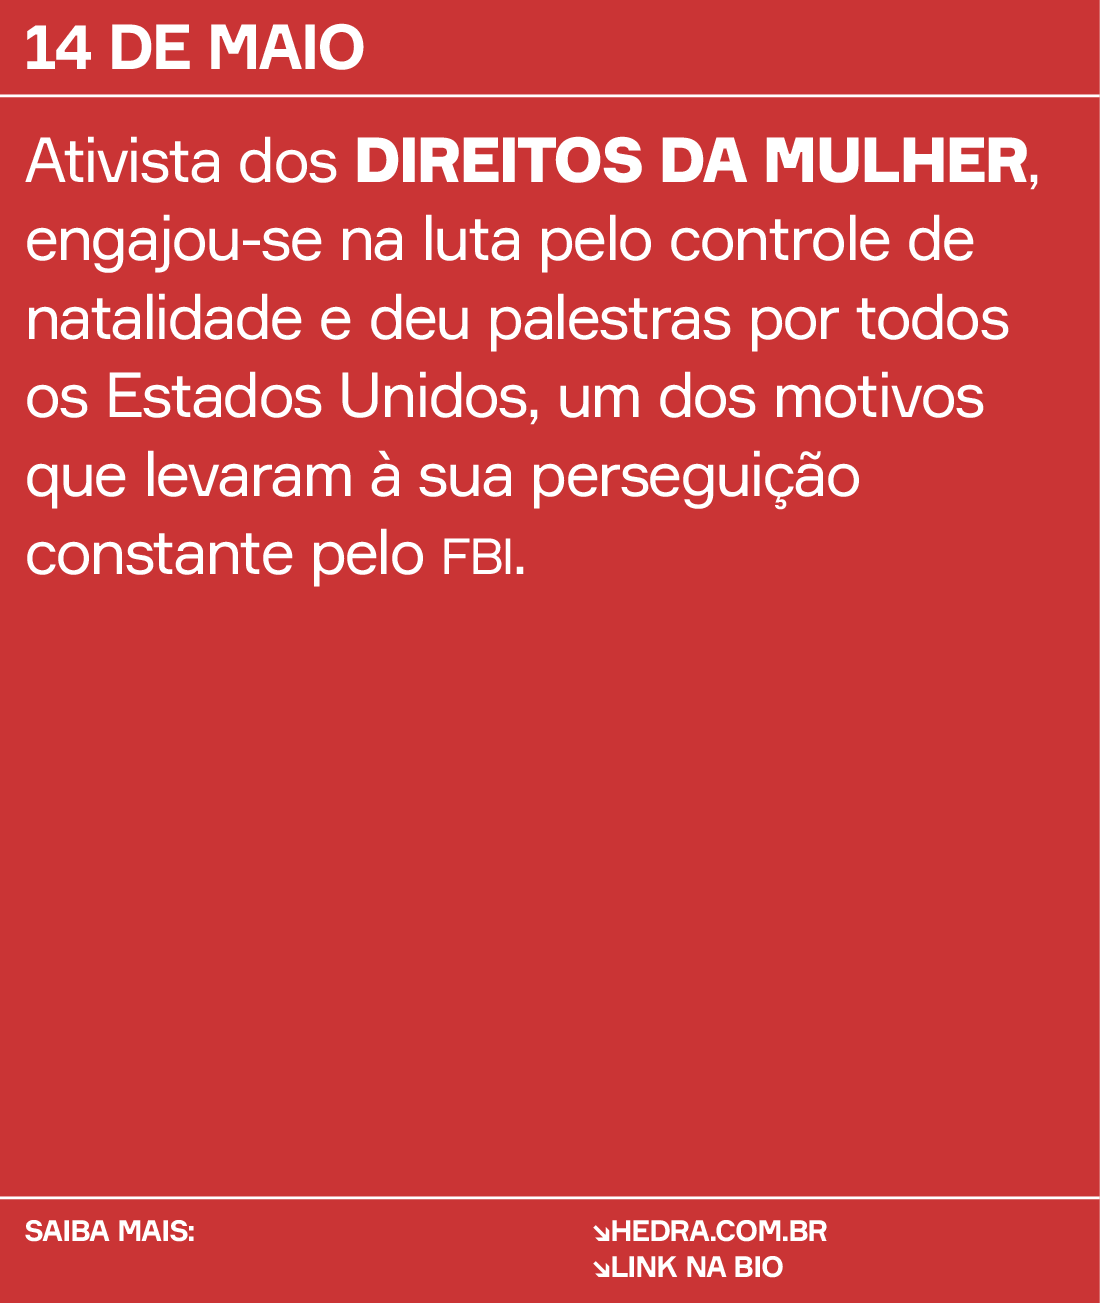 14 DE MAIO
Ativista dos DIREITOS DA MULHER,
engajou-se na luta pelo controle de
natalidade e deu palestras por todos
os Estados Unidos, um dos motivos
que levaram à sua perseguição
constante pelo FBI.
SAIBA MAIS:
↘HEDRA.COM.BR
↘LINK NA BIO